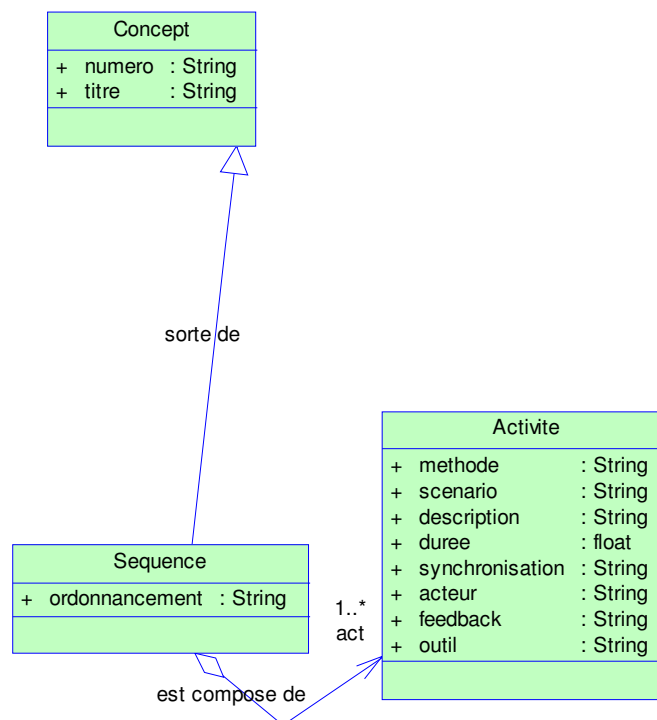 Concept
+ numero : String
+ titre : String
sorte de
Activite
+ methode : String
+ scenario : String
+ description : String
+ duree : float
+ synchronisation : String
+ acteur : String
+ feedback : String
+ outil : String
Sequence
+ ordonnancement : String
1..*
act
est compose de